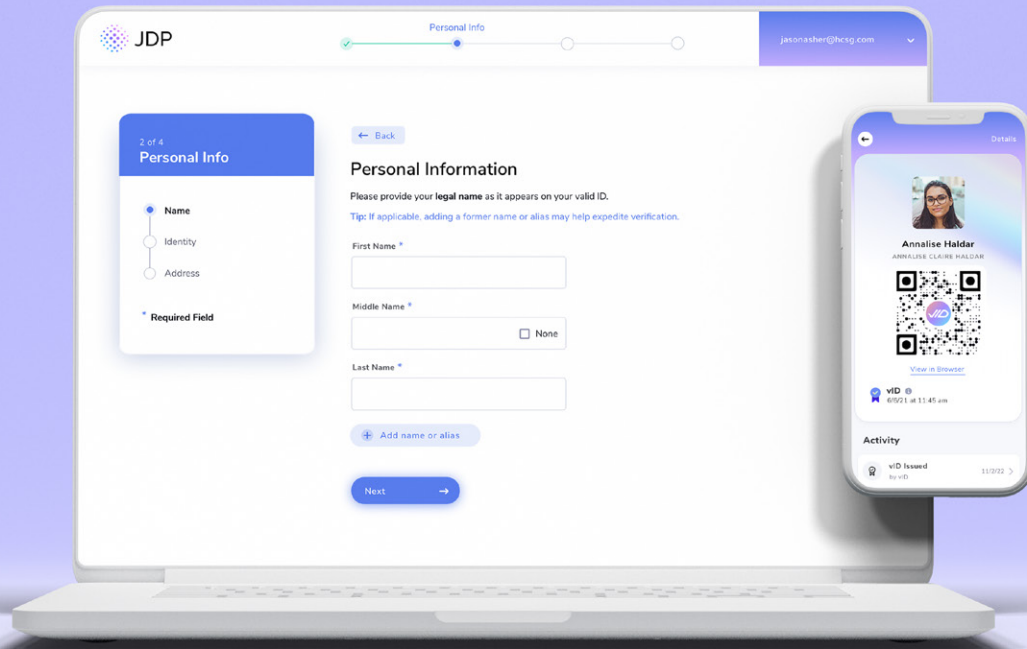 JDP
Personal Info
jasonasher@hcsg.com
2 of 4
Personal Info
Name
Identity
Address
* Required Field
← Back
Personal Information
Please provide your legal name as it appears on your valid ID.
Tip: If applicable, adding a former name or alias may help expedite verification.
First Name *
Middle Name *
None
Last Name *
+ Add name or alias
Next →
Details
Annalise Haldar
ANNALISE CLAIRE HALDAR
VID
View in Browser
vID
6/6/21 at 11:45 am
Activity
vID Issued
By vID
11/2/22